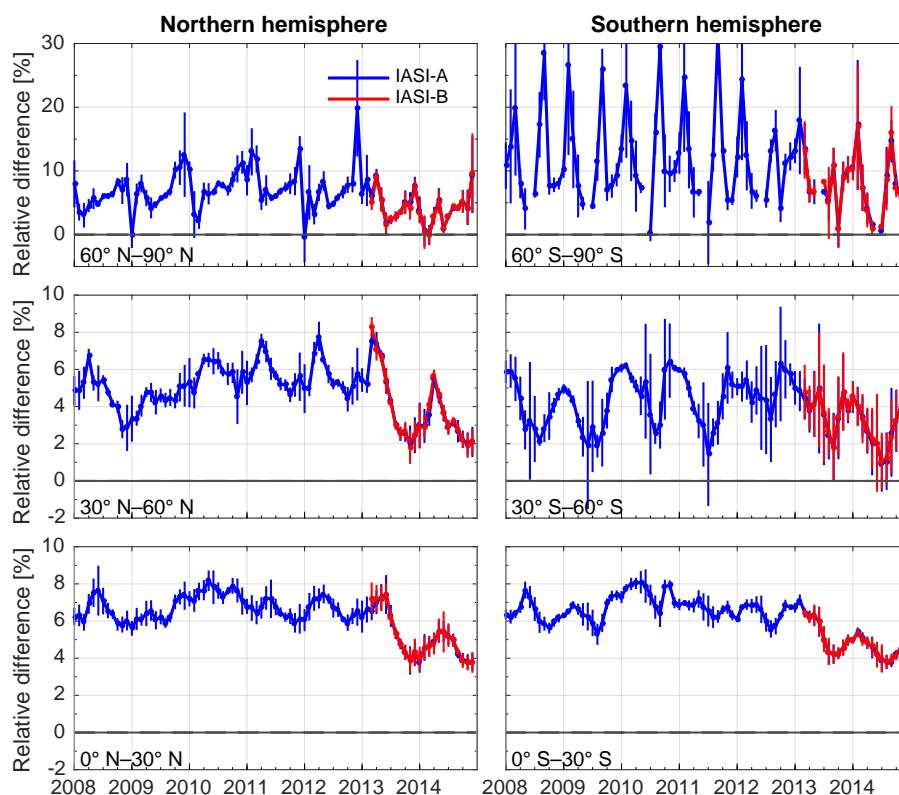 Northern hemisphere
Southern hemisphere
Relative difference [%]
30
20
10
0
IASI-A
IASI-B
60° N–90° N
60° S–90° S
Relative difference [%]
10
8
6
4
2
0
-2
30° N–60° N
30° S–60° S
Relative difference [%]
10
8
6
4
2
0
-2
0° N–30° N
0° S–30° S
2008 2009 2010 2011 2012 2013 2014
2008 2009 2010 2011 2012 2013 2014